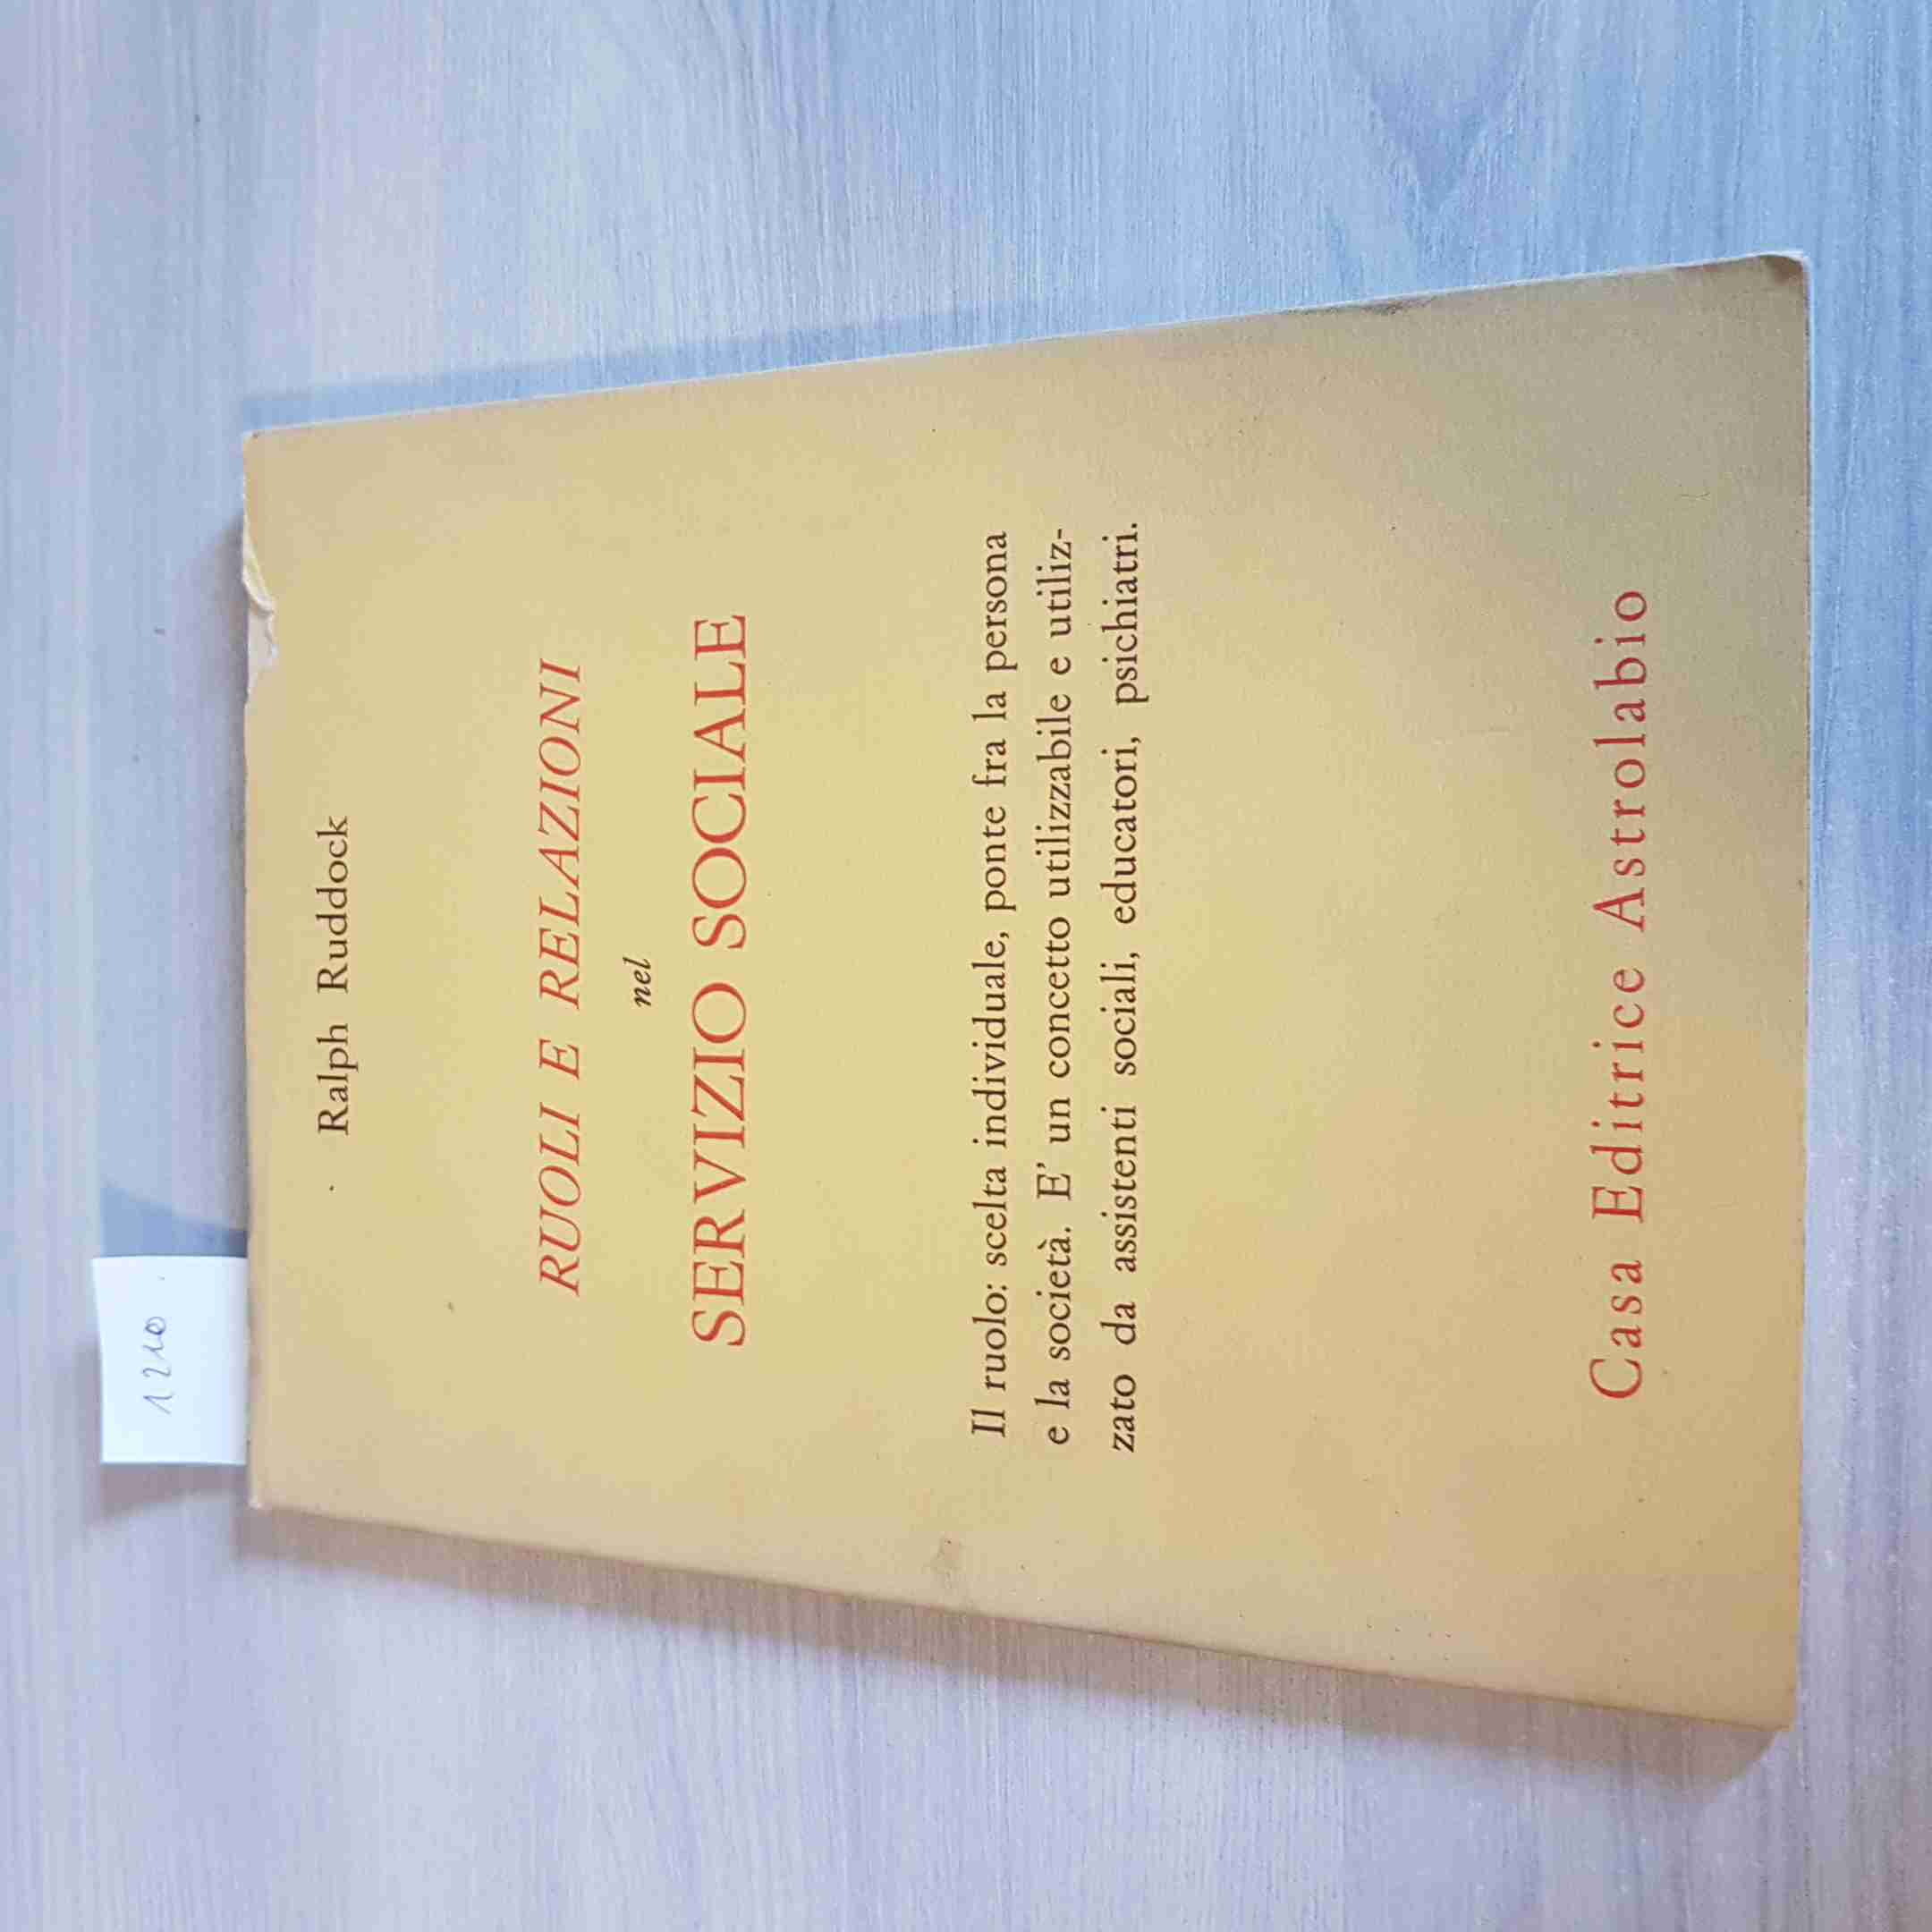 1210
Ralph Ruddock
RUOLI E RELAZIONI
nel
SERVIZIO SOCIALE
Il ruolo: scelta individuale, ponte fra la persona
e la società. E' un concetto utilizzabile e utiliz-
zato da assistenti sociali, educatori, psichiatri.
Casa Editrice Astrolabio